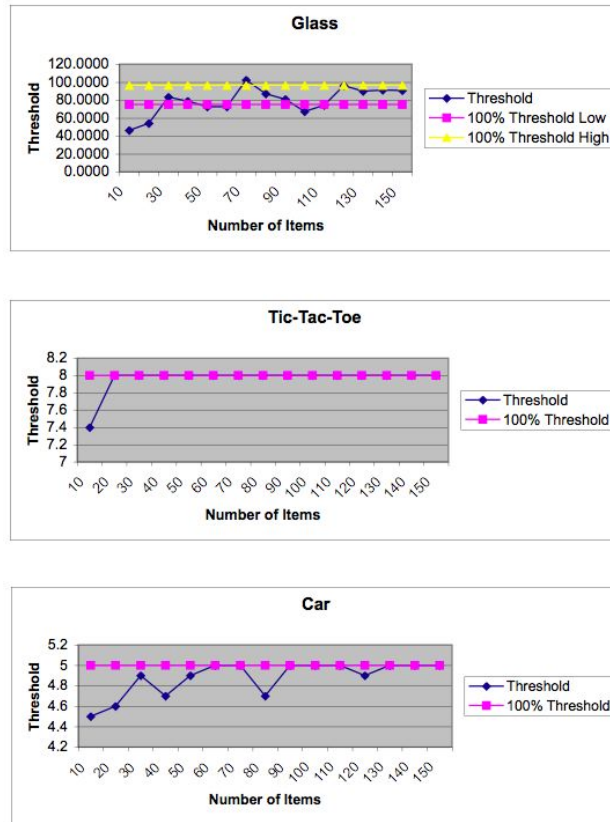 Glass
120.0000
100.0000
80.0000
60.0000
40.0000
20.0000
0.0000
Threshold
10 30 50 70 90 110 130 150
Number of Items
Threshold
100% Threshold Low
100% Threshold High
Tic-Tac-Toe
8.2
8
7.8
7.6
7.4
7.2
7
Threshold
10 20 30 40 50 60 70 80 90 100 110 120 130 140 150
Number of Items
Threshold
100% Threshold
Car
5.2
5
4.8
4.6
4.4
4.2
Threshold
10 20 30 40 50 60 70 80 90 100 110 120 130 140 150
Number of Items
Threshold
100% Threshold